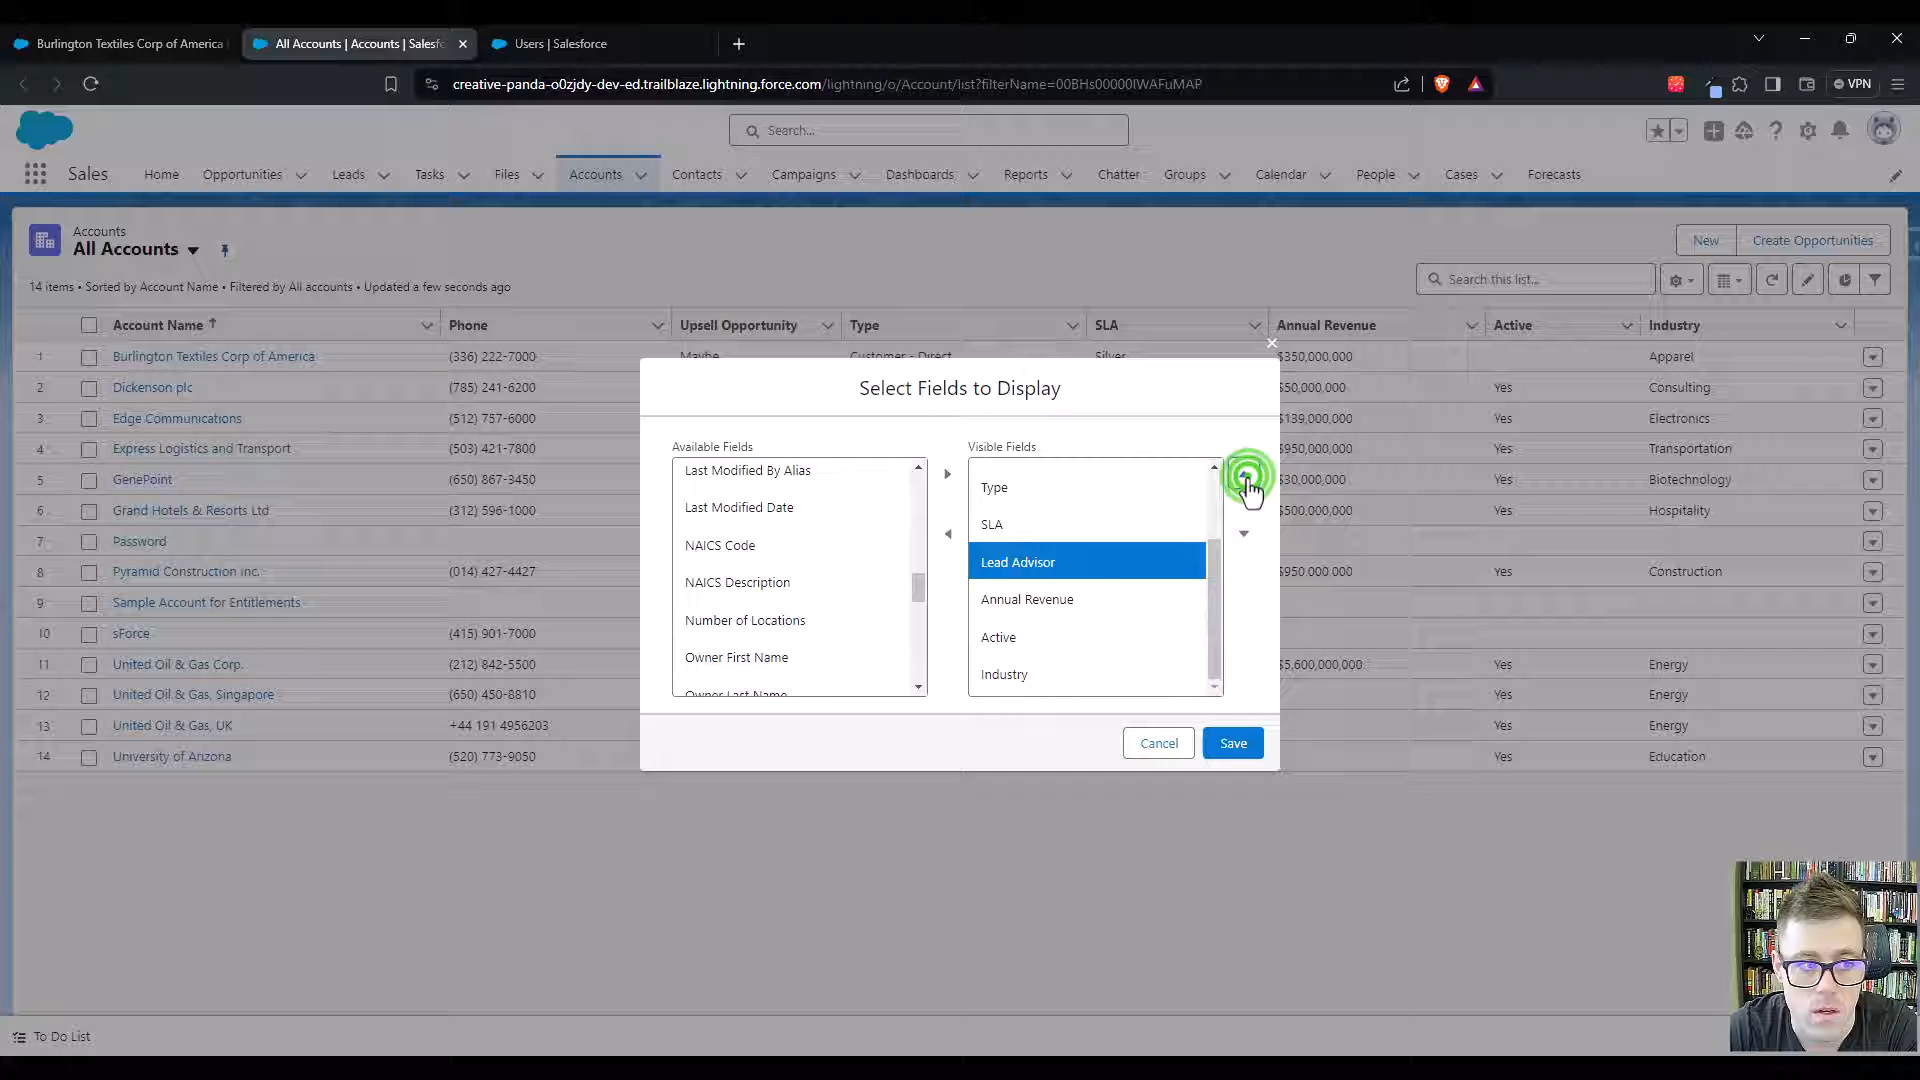 Burlington Textiles Corp of America
All Accounts | Accounts | Salesf
Users | Salesforce
creative-panda-o0zjdy-dev-ed.trailblaze.lightning.force.com/lightning/o/Account/list?filterName=00BHs00000IWAFuMAP
VPN
Search...
Sales
Home
Opportunities
Leads
Tasks
Files
Accounts
Contacts
Campaigns
Dashboards
Reports
Chatter
Groups
Calendar
People
Cases
Forecasts
Accounts
All Accounts
New
Create Opportunities
14 items • Sorted by Account Name • Filtered by All accounts • Updated a few seconds ago
Search this list...
Account Name Phone Upsell Opportunity Type SLA Annual Revenue Active Industry
1 Burlington Textiles Corp of America (336) 222-7000 Maybe Customer - Direct Silver $350,000,000 Apparel
2 Dickenson plc (785) 241-6200 $50,000,000 Yes Consulting
3 Edge Communications (512) 757-6000 $139,000,000 Yes Electronics
4 Express Logistics and Transport (503) 421-7800 $950,000,000 Yes Transportation
5 GenePoint (650) 867-3450 $30,000,000 Yes Biotechnology
6 Grand Hotels & Resorts Ltd (312) 596-1000 $500,000,000 Yes Hospitality
7 Password
8 Pyramid Construction Inc. (014) 427-4427 $950,000,000 Yes Construction
9 Sample Account for Entitlements
10 sForce (415) 901-7000
11 United Oil & Gas Corp. (212) 842-5500 $5,600,000,000 Yes Energy
12 United Oil & Gas, Singapore (650) 450-8810 Yes Energy
13 United Oil & Gas, UK +44 191 4956203 Yes Energy
14 University of Arizona (520) 773-9050 Yes Education
Select Fields to Display
Available Fields
Last Modified By Alias
Last Modified Date
NAICS Code
NAICS Description
Number of Locations
Owner First Name
Owner Last Name
Visible Fields
Type
SLA
Lead Advisor
Annual Revenue
Active
Industry
Cancel
Save
To Do List